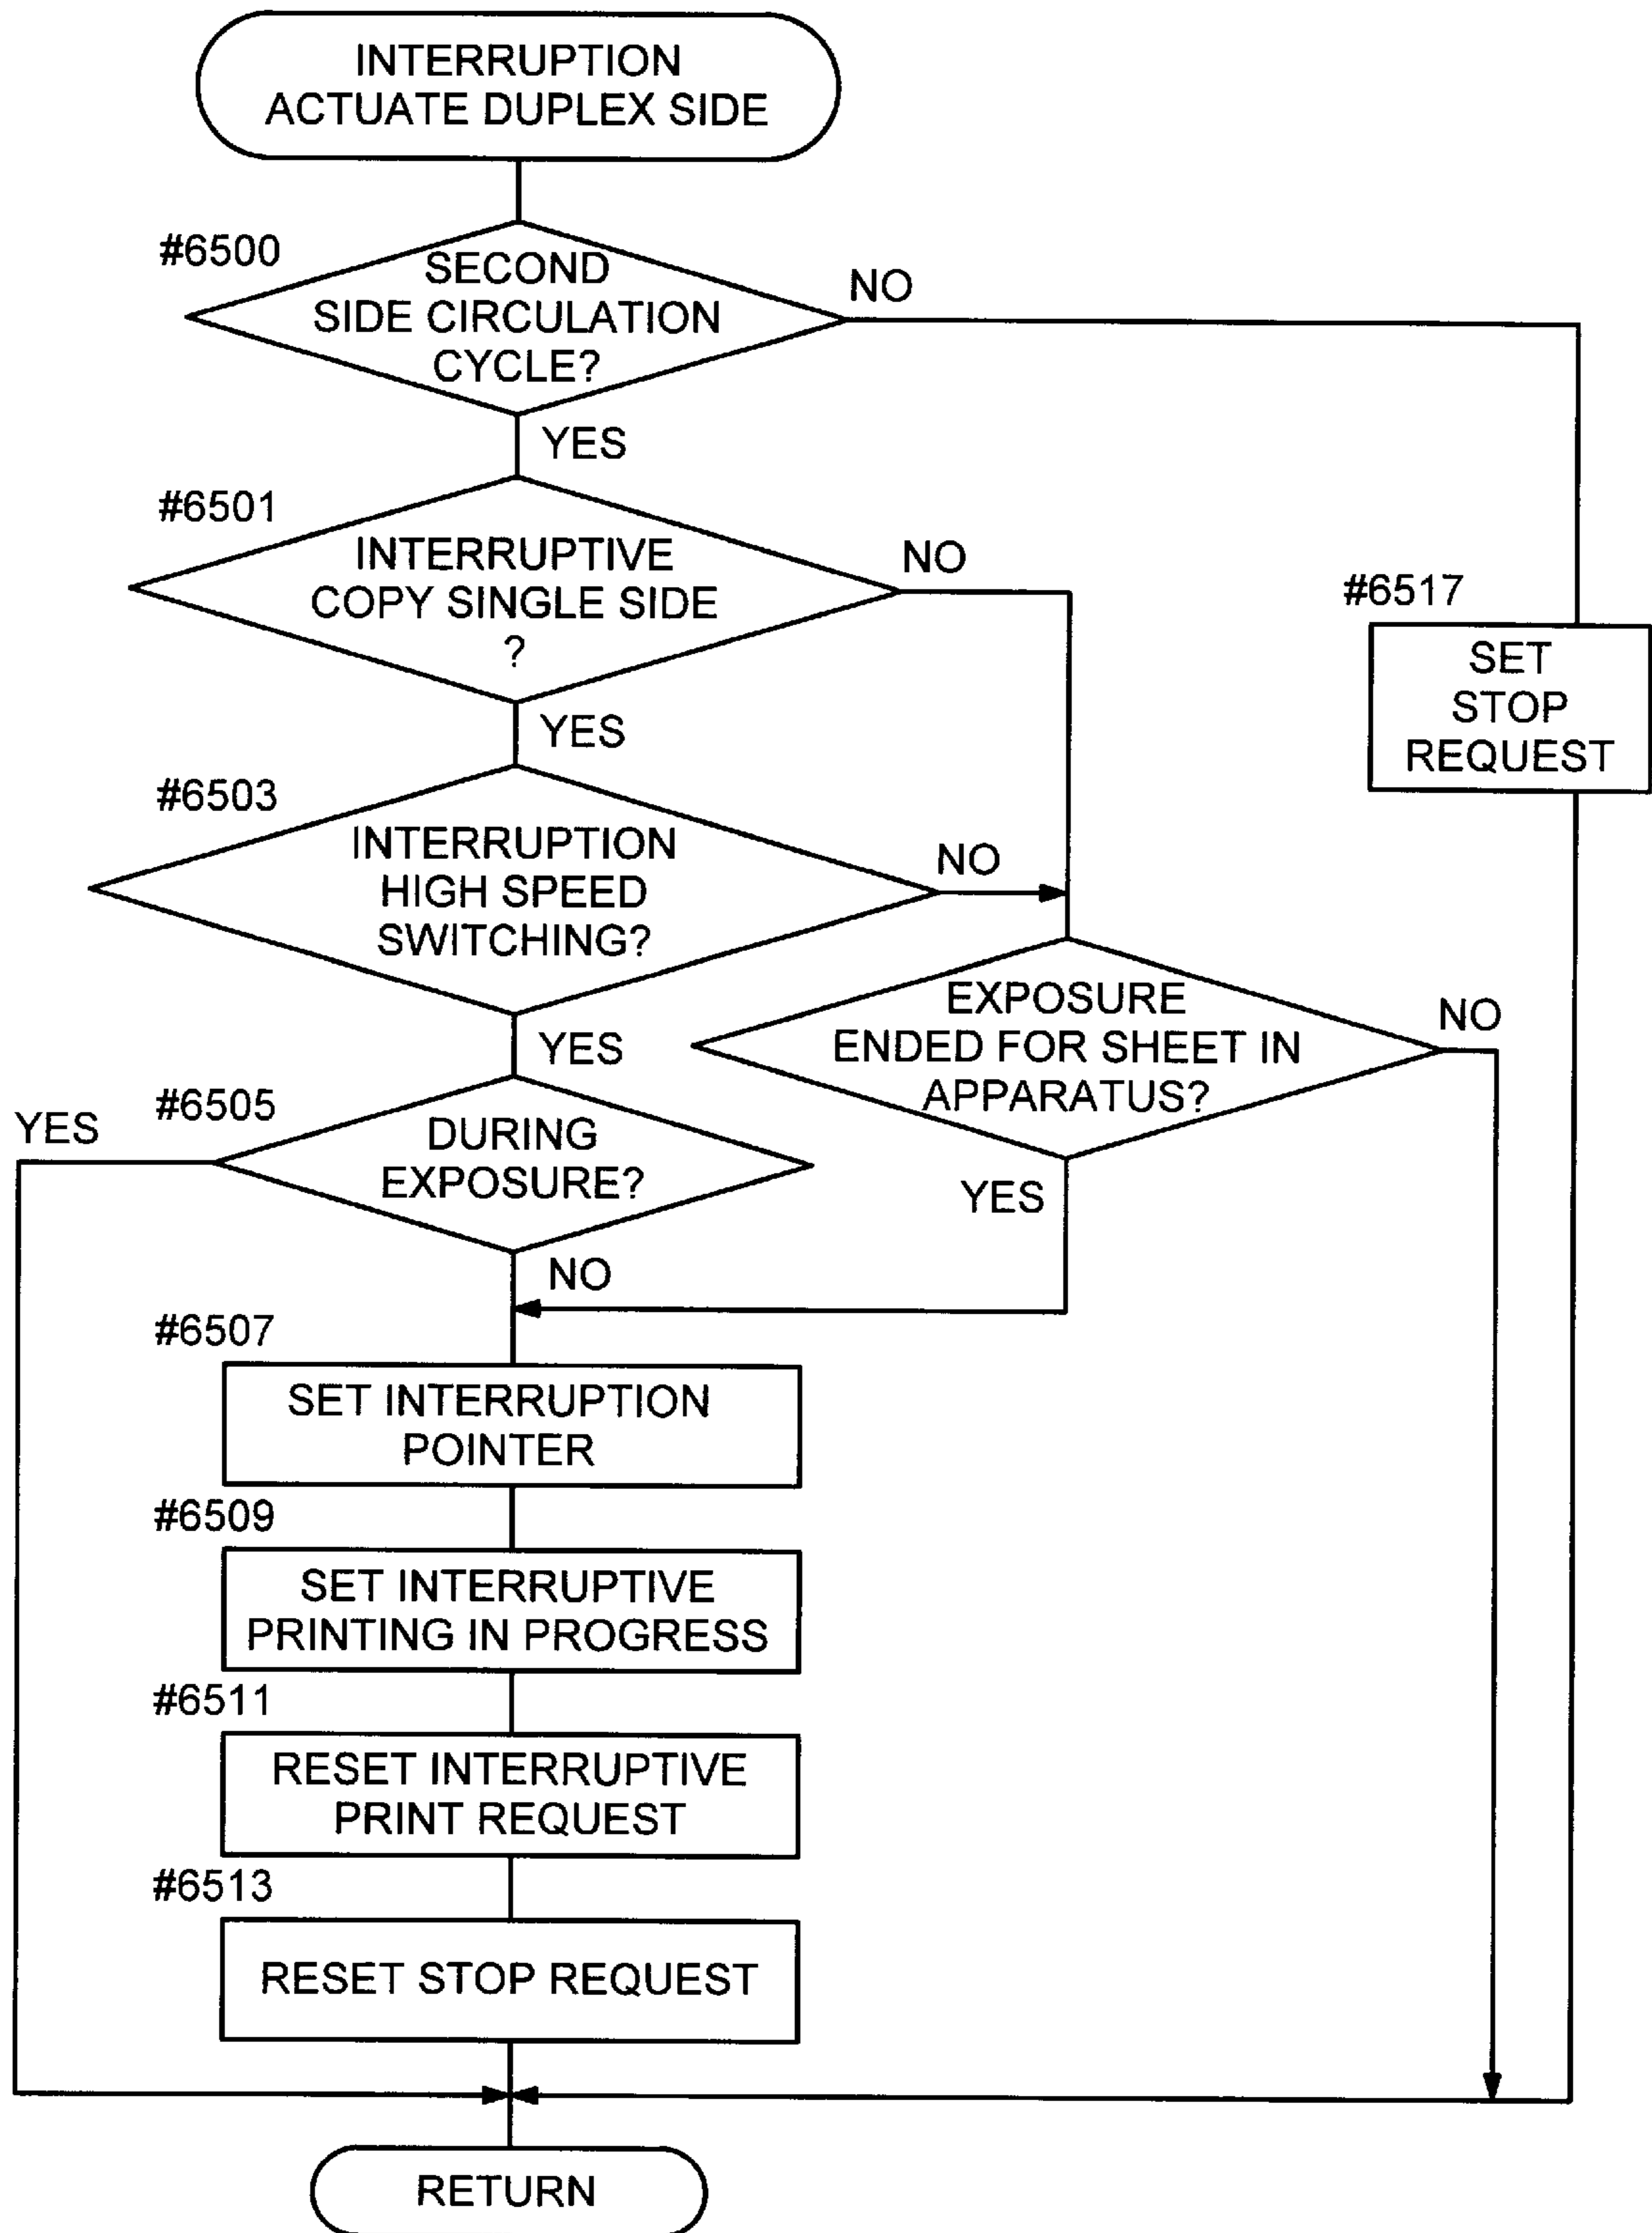 INTERRUPTION
ACTUATE DUPLEX SIDE
#6500
SECOND
SIDE CIRCULATION
CYCLE?
NO
YES
#6501
INTERRUPTIVE
COPY SINGLE SIDE
?
NO
YES
#6517
SET
STOP
REQUEST
#6503
INTERRUPTION
HIGH SPEED
SWITCHING?
NO
YES
EXPOSURE
ENDED FOR SHEET IN
APPARATUS?
NO
YES
#6505
DURING
EXPOSURE?
YES
NO
#6507
SET INTERRUPTION
POINTER
#6509
SET INTERRUPTIVE
PRINTING IN PROGRESS
#6511
RESET INTERRUPTIVE
PRINT REQUEST
#6513
RESET STOP REQUEST
RETURN